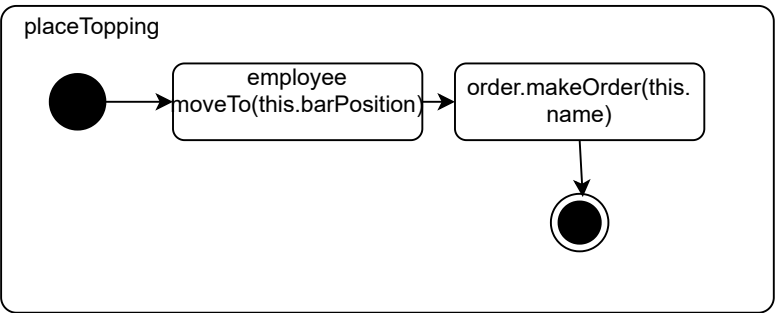 placeTopping
employee
moveTo(this.barPosition)
order.makeOrder(this.
name)